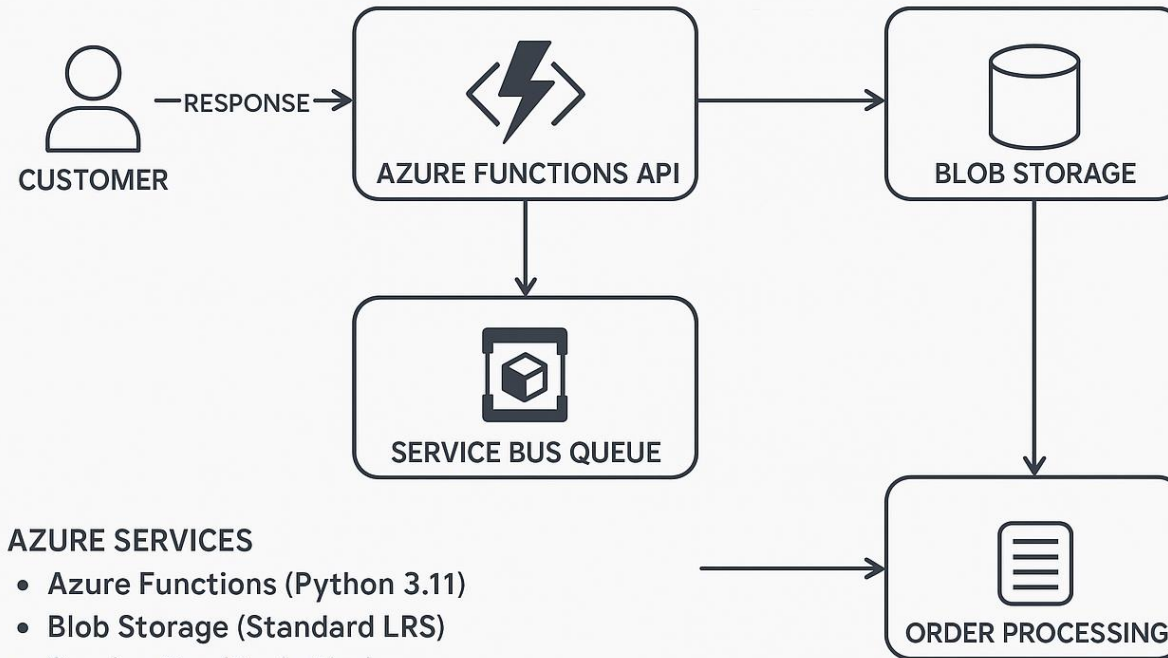 RESPONSE
CUSTOMER
AZURE FUNCTIONS API
BLOB STORAGE
SERVICE BUS QUEUE
AZURE SERVICES
• Azure Functions (Python 3.11)
• Blob Storage (Standard LRS)
ORDER PROCESSING